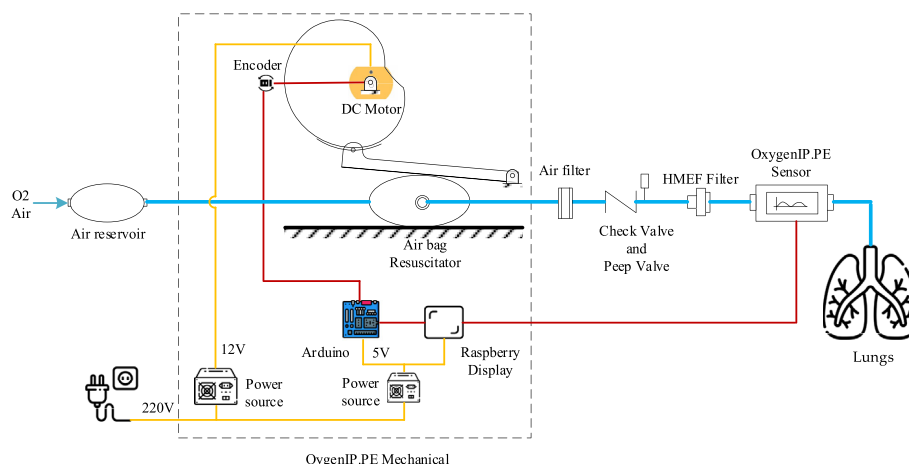 Encoder
DC Motor
O2
Air
Air reservoir
Air bag
Resuscitator
Air filter
Check Valve
and
Peep Valve
HMEF Filter
OxygenIP.PE
Sensor
Lungs
Arduino
5V
Raspberry
Display
12V
Power
source
Power
source
220V
OvgenIP.PE Mechanical